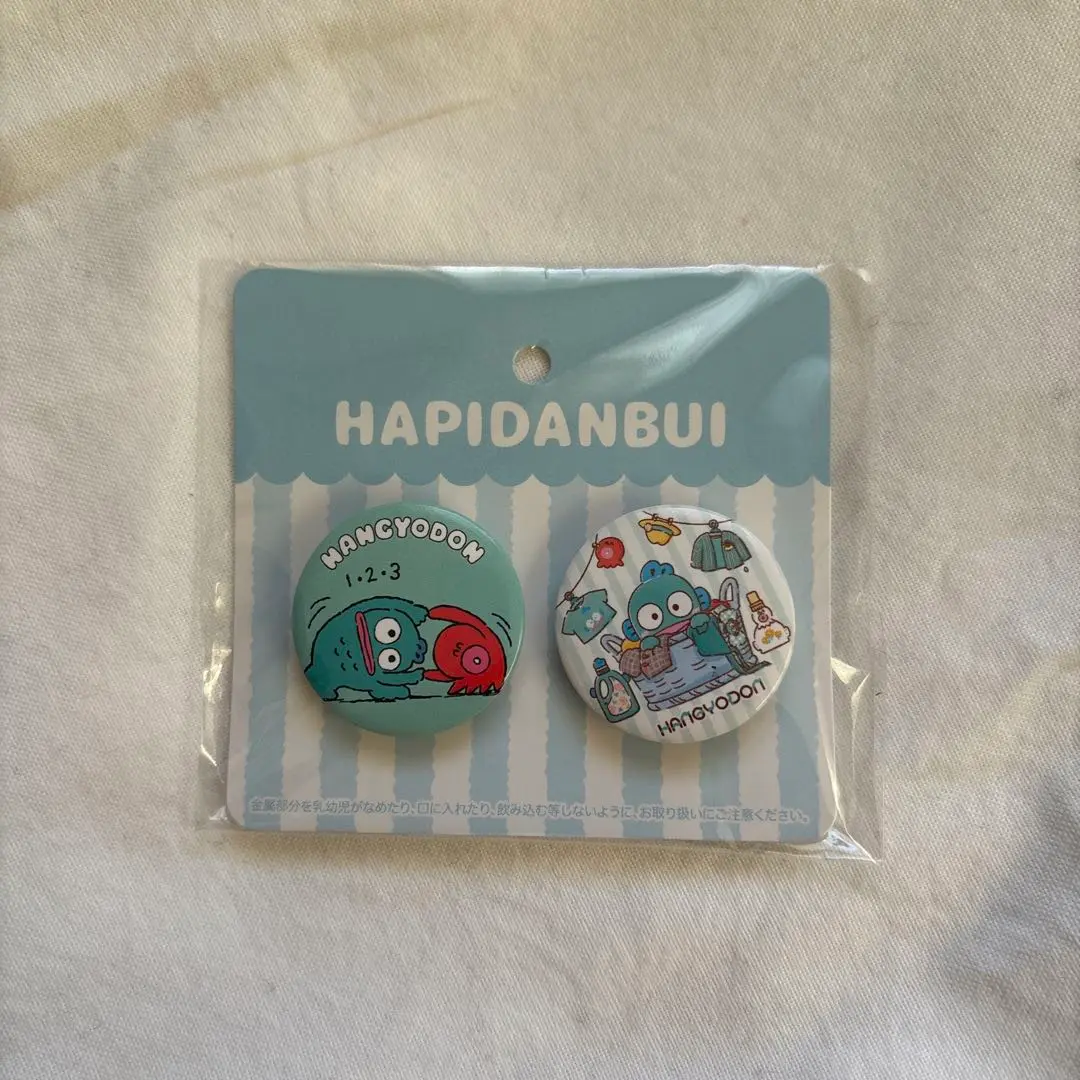 HAPIDANBUI
HANGYODON
1・2・3
HANGYODON
金属部分を乳幼児がなめたり、口に入れたり、飲み込む等しないように、お取り扱いにご注意ください。